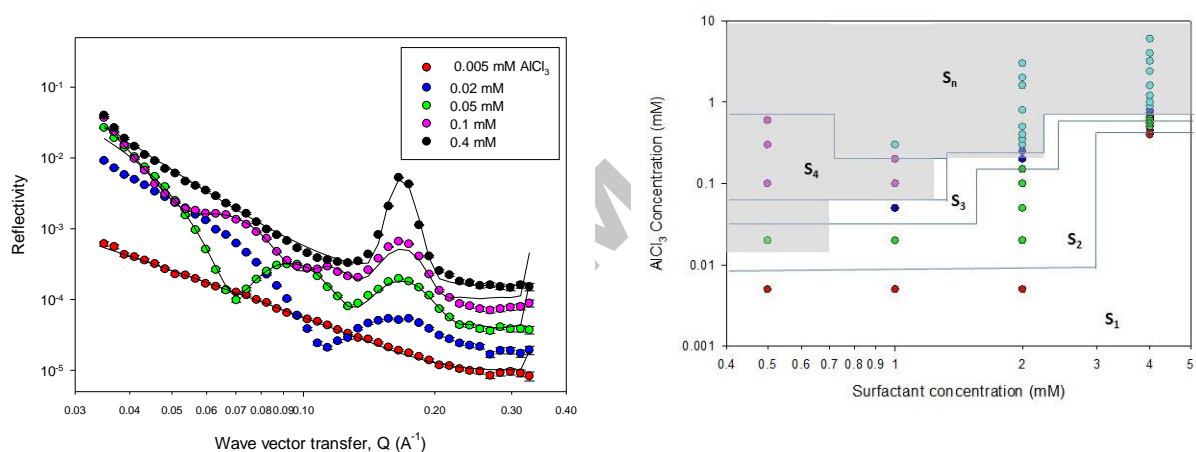 Reflectivity
10-1
10-2
10-3
10-4
10-5
0.005 mM AlCl3
0.02 mM
0.05 mM
0.1 mM
0.4 mM
0.03 0.04 0.05 0.06 0.07 0.08 0.090.10 0.20 0.30 0.40
Wave vector transfer, Q (A-1)
AlCl3 Concentration (mM)
10
1
0.1
0.01
0.001
Sn
S4
S3
S2
S1
0.4 0.5 0.6 0.7 0.8 0.9 1 2 3 4 5
Surfactant concentration (mM)